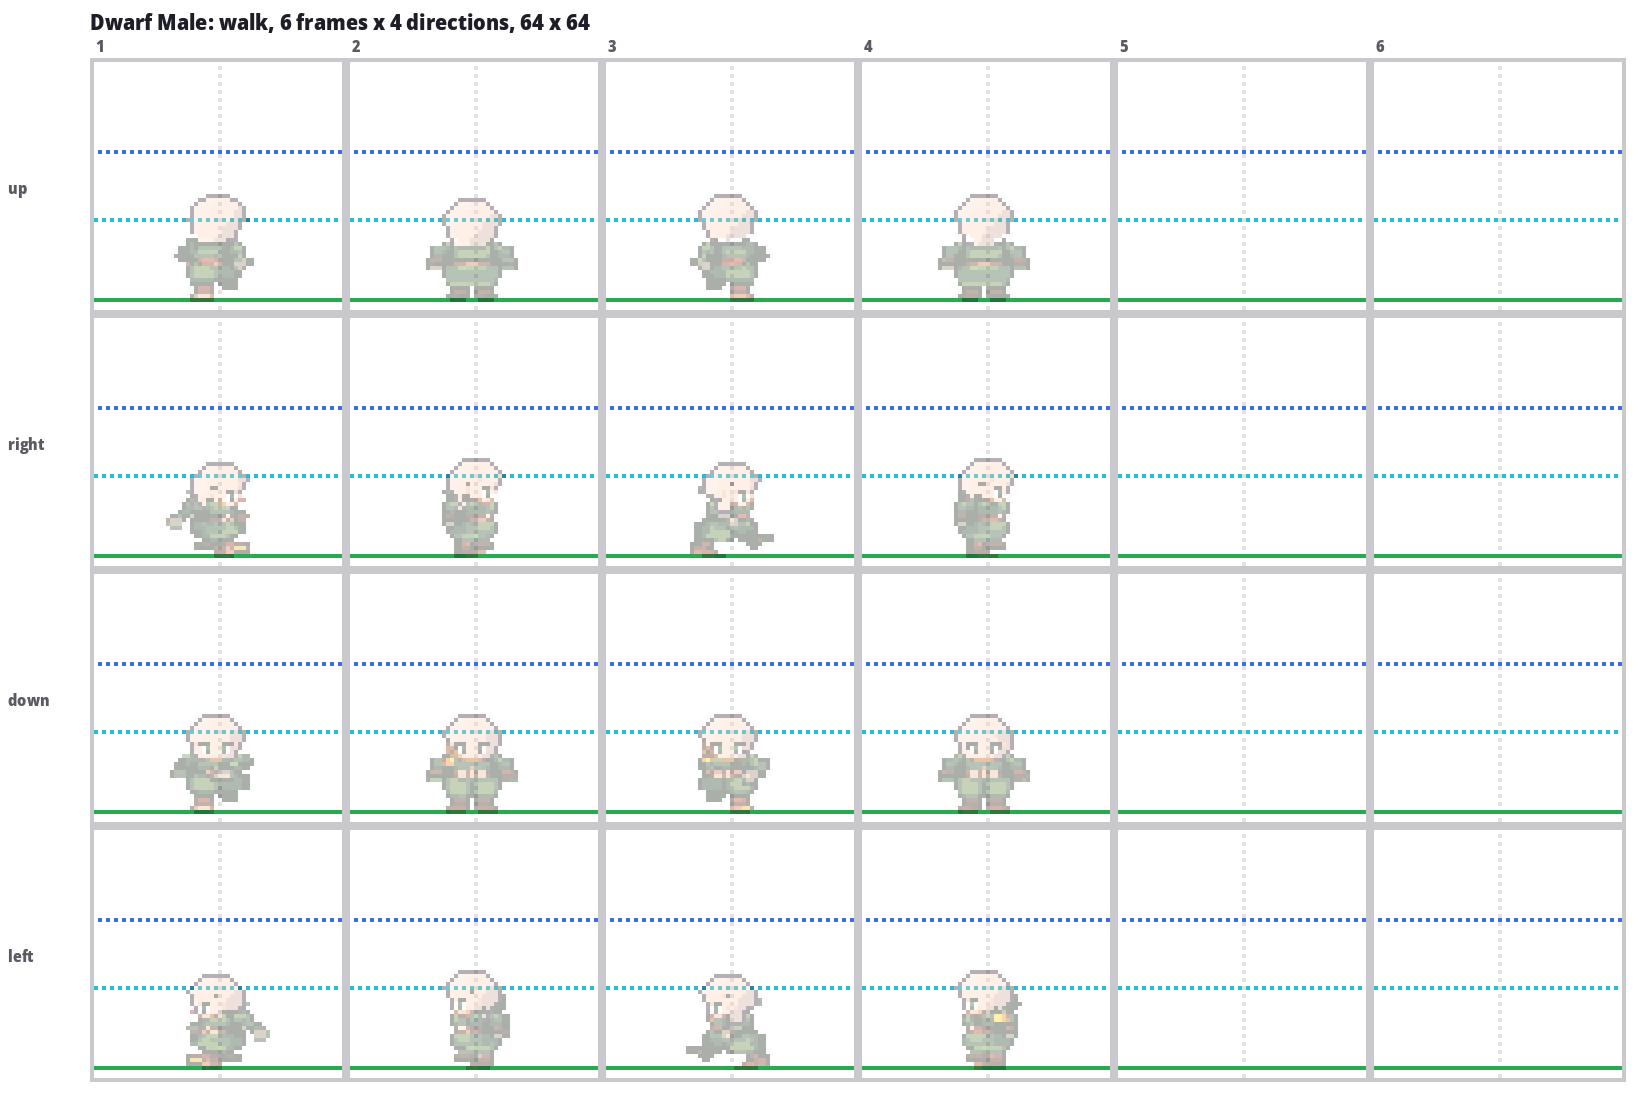 Dwarf Male: walk, 6 frames x 4 directions, 64 x 64
1 2 3 4 5 6
up
right
down
left